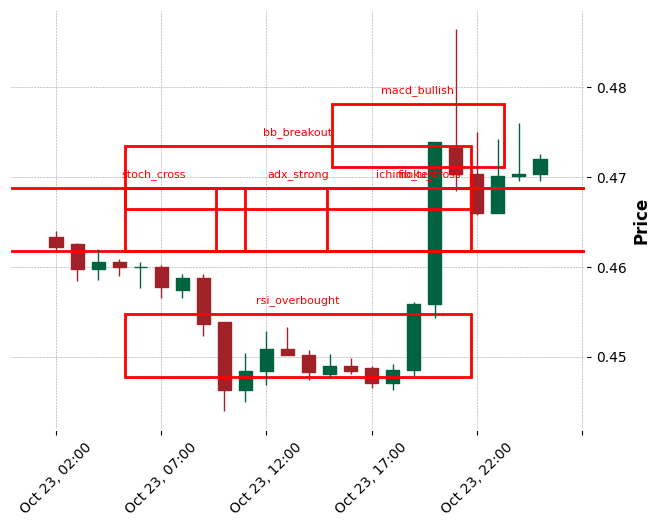 macd_bullish
0.48
bb_breakout
stoch_cross
adx_strong
0.47
rsi_overbought
0.46
0.45
Price
Oct 23, 02:00
Oct 23, 07:00
Oct 23, 12:00
Oct 23, 17:00
Oct 23, 22:00